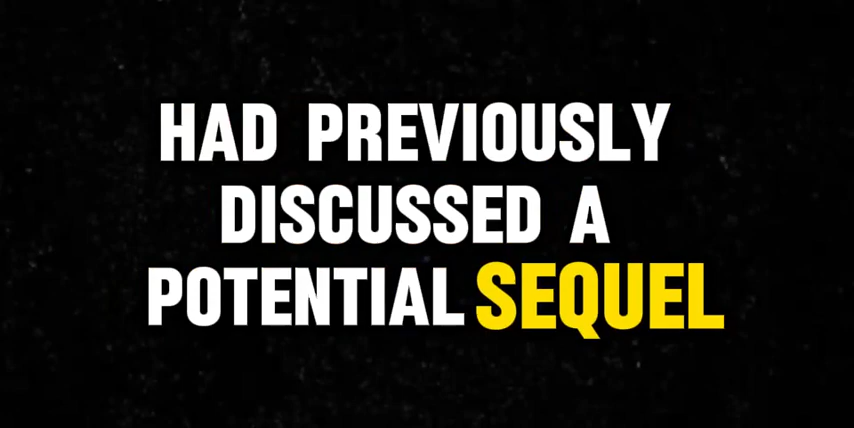 HAD PREVIOUSLY
DISCUSSED A
POTENTIAL SEQUEL